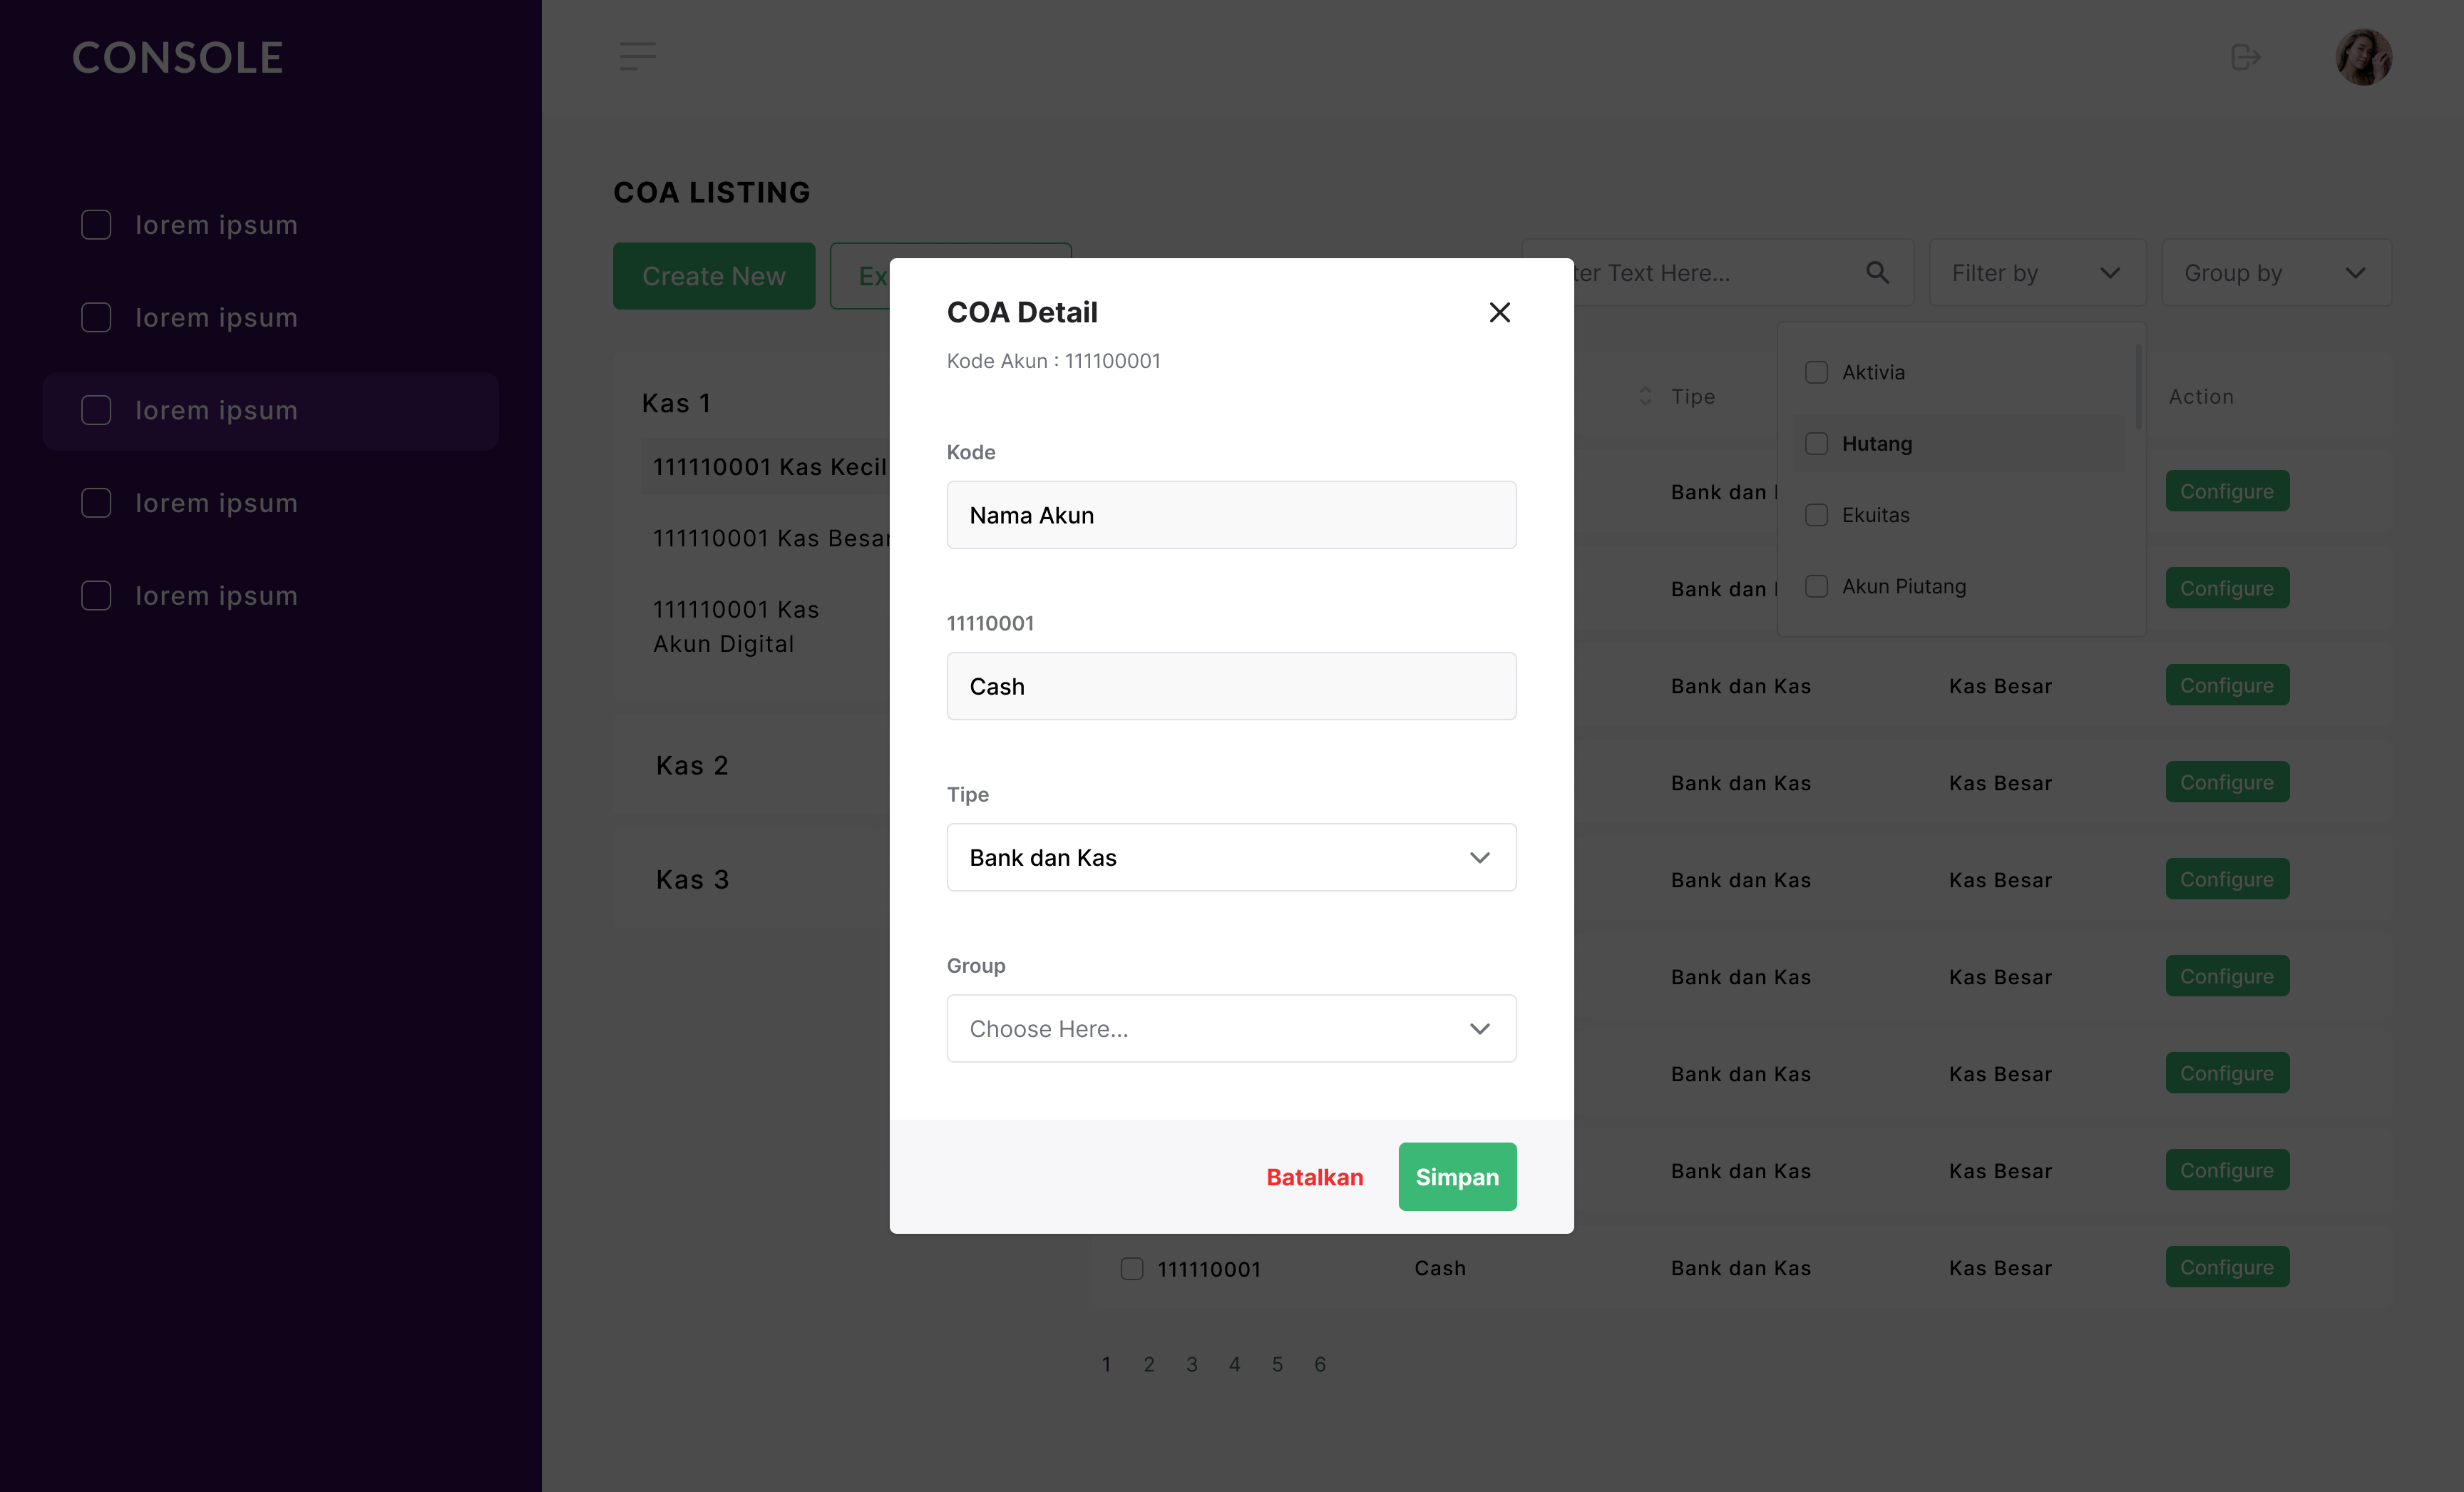 CONSOLE
lorem ipsum
lorem ipsum
lorem ipsum
lorem ipsum
lorem ipsum
COA LISTING
Create New
Ex
ter Text Here...
Filter by
Group by
Kas 1
111110001 Kas Kecil
111110001 Kas Besar
111110001 Kas
Akun Digital
Kas 2
Kas 3
COA Detail
Kode Akun : 111100001
Kode
Nama Akun
11110001
Cash
Tipe
Bank dan Kas
Group
Choose Here...
Batalkan
Simpan
Tipe
Action
Aktivia
Hutang
Ekuitas
Akun Piutang
Bank dan
Configure
Bank dan
Configure
Bank dan Kas Kas Besar Configure
Bank dan Kas Kas Besar Configure
Bank dan Kas Kas Besar Configure
Bank dan Kas Kas Besar Configure
Bank dan Kas Kas Besar Configure
Bank dan Kas Kas Besar Configure
111110001 Cash Bank dan Kas Kas Besar Configure
1 2 3 4 5 6